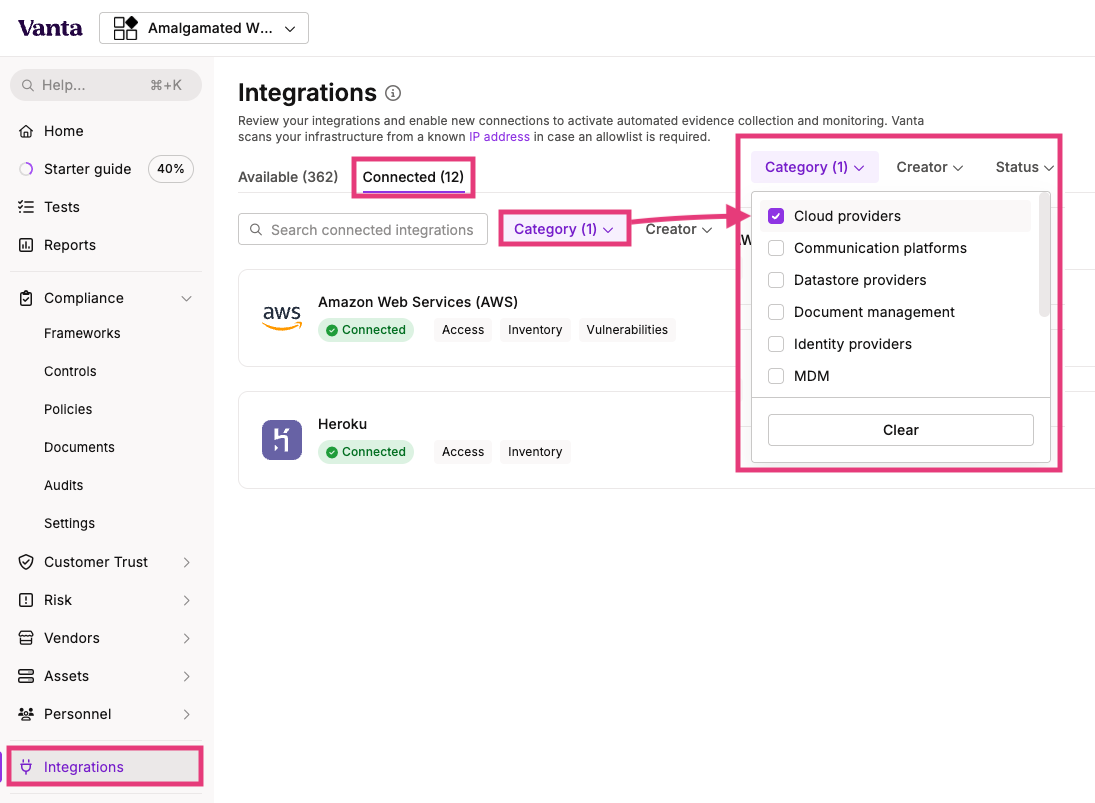 Vanta
Amalgamated W...
Help...
⌘+K
Home
Starter guide
40%
Tests
Reports
Compliance
Frameworks
Controls
Policies
Documents
Audits
Settings
Customer Trust
Risk
Vendors
Assets
Personnel
Integrations
Integrations
Review your integrations and enable new connections to activate automated evidence collection and monitoring. Vanta
scans your infrastructure from a known IP address in case an allowlist is required.
Available (362)
Connected (12)
Search connected integrations
Category (1)
Creator
aws
Amazon Web Services (AWS)
Connected
Access
Inventory
Vulnerabilities
Heroku
Connected
Access
Inventory
Category (1)
Creator
Status
Cloud providers
Communication platforms
Datastore providers
Document management
Identity providers
MDM
Clear